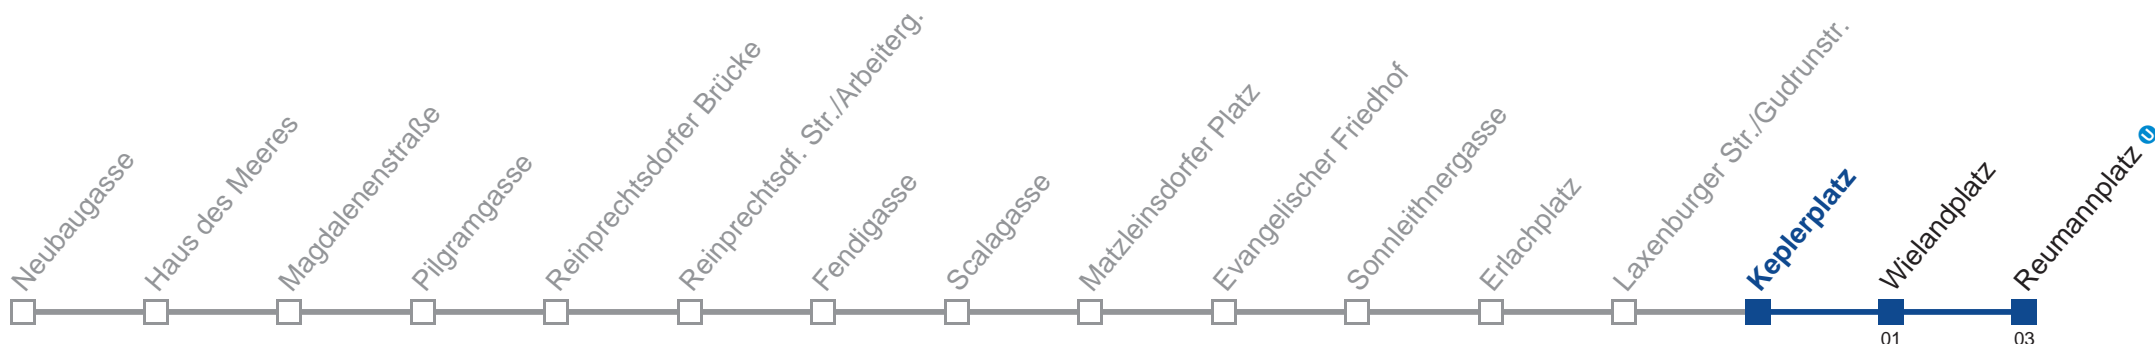 Neubaugasse
Haus des Meeres
Magdalenenstraße
Pilgramgasse
Reinprechtsdorfer Brücke
Reinprechtsdf. Str./Arbeiterg.
Fendigasse
Scalagasse
Matzleinsdorfer Platz
Evangelischer Friedhof
Sonnleithnergasse
Erlachplatz
Laxenburger Str./Gudrunstr.
Keplerplatz
Wielandplatz
Reumannplatz U
01
03